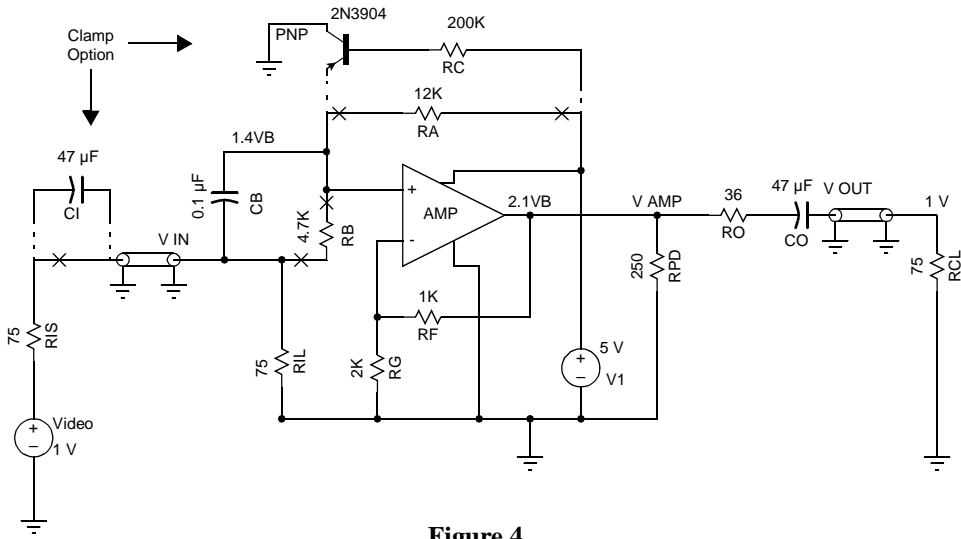 2N3904
200K
Clamp
Option
PNP
RC
12K
RA
1.4VB
47 µF
CI
0.1 µF
CB
+
AMP
-
2.1VB
V AMP
36
RO
47 µF
CO
V OUT
1 V
V IN
4.7K
RB
250
RPD
75
RCL
75
RIS
1K
RF
75
RIL
2K
RG
+
−
5 V
V1
+
−
Video
1 V
Figure 4